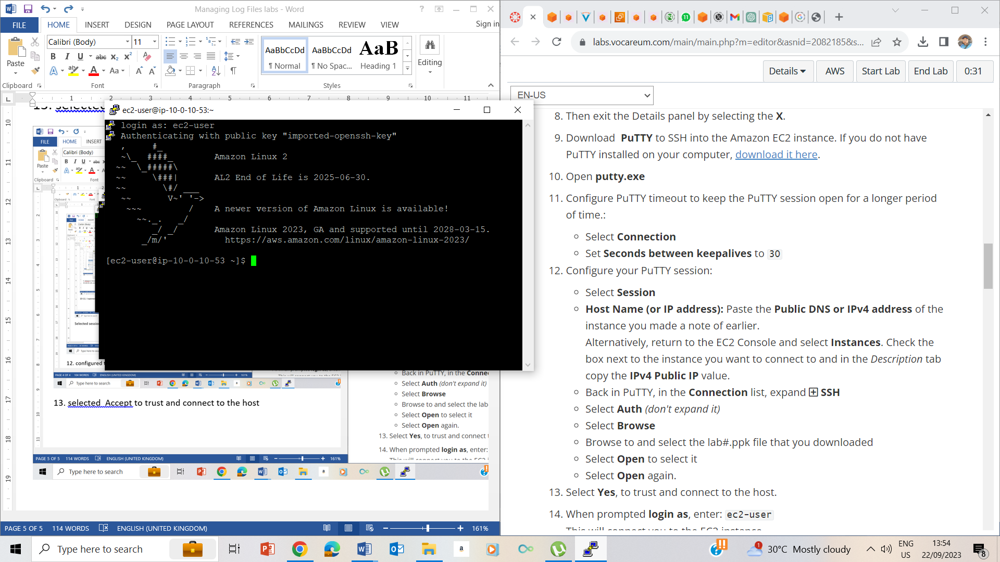 Managing Log Files labs - Word
FILE
HOME
INSERT
DESIGN
PAGE LAYOUT
REFERENCES
MAILINGS
REVIEW
VIEW
Sign in
Calibri (Body)
11
Paste
Clipboard
Font
Paragraph
AaBbCcDd
¶ Normal
AaBbCcDd
¶ No Spac...
AaB
Heading 1
Styles
Editing
ec2-user@ip-10-0-10-53:~
login as: ec2-user
Authenticating with public key "imported-openssh-key"
Amazon Linux 2
AL2 End of Life is 2025-06-30.
A newer version of Amazon Linux is available!
Amazon Linux 2023, GA and supported until 2028-03-15.
https://aws.amazon.com/linux/amazon-linux-2023/
[ec2-user@ip-10-0-10-53 ~]$
FILE
HOME
INSERT
Calibri (Body)
Paste
Clipboard
12. configured
Type here to search
13. selected Accept to trust and connect to the host
Back in PuTTY, in the Conne
Select Auth (don't expand it)
Select Browse
Browse to and select the lab
Select Open to select it
Select Open again.
13. Select Yes, to trust and connect
14. When prompted login as, enter:
PAGE 5 OF 5 114 WORDS ENGLISH (UNITED KINGDOM) 161%
Type here to search
PAGE 5 OF 5 114 WORDS ENGLISH (UNITED KINGDOM) 161%
labs.vocareum.com/main/main.php?m=editor&asnid=2082185&s...
Details
AWS
Start Lab
End Lab
0:31
EN-US
8. Then exit the Details panel by selecting the X.
9. Download PuTTY to SSH into the Amazon EC2 instance. If you do not have
PuTTY installed on your computer, download it here.
10. Open putty.exe
11. Configure PuTTY timeout to keep the PuTTY session open for a longer period
of time.:
Select Connection
Set Seconds between keepalives to 30
12. Configure your PuTTY session:
Select Session
Host Name (or IP address): Paste the Public DNS or IPv4 address of the
instance you made a note of earlier.
Alternatively, return to the EC2 Console and select Instances. Check the
box next to the instance you want to connect to and in the Description tab
copy the IPv4 Public IP value.
Back in PuTTY, in the Connection list, expand SSH
Select Auth (don't expand it)
Select Browse
Browse to and select the lab#.ppk file that you downloaded
Select Open to select it
Select Open again.
13. Select Yes, to trust and connect to the host.
14. When prompted login as, enter: ec2-user
This will connect you to the EC2 instance.
Type here to search
30°C Mostly cloudy
ENG
US
13:54
22/09/2023
8